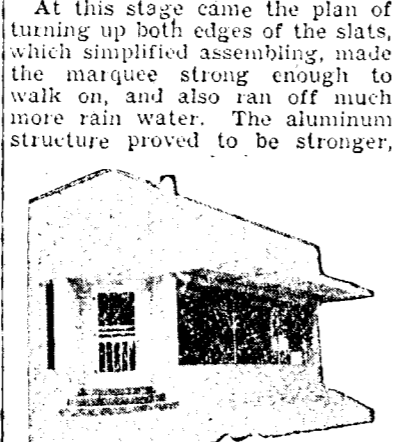 At this stage came the plan of
turning up both edges of the slats,
which simplified assembling, made
the marquee strong enough to
walk on, and also ran off much
more rain water. The aluminum
structure proved to be stronger,